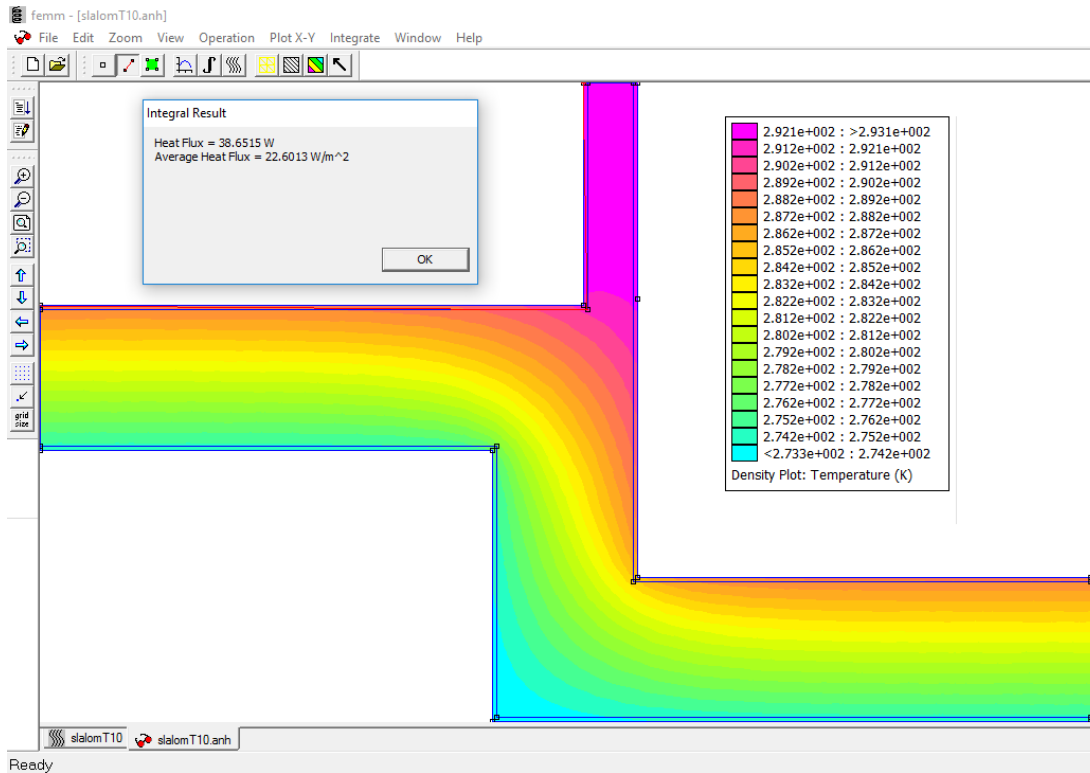 femm - [slalomT10.anh]
File Edit Zoom View Operation Plot X-Y Integrate Window Help
Integral Result
Heat Flux = 38.6515 W
Average Heat Flux = 22.6013 W/m^2
OK
2.921e+002 : >2.931e+002
2.912e+002 : 2.921e+002
2.902e+002 : 2.912e+002
2.892e+002 : 2.902e+002
2.882e+002 : 2.892e+002
2.872e+002 : 2.882e+002
2.862e+002 : 2.872e+002
2.852e+002 : 2.862e+002
2.842e+002 : 2.852e+002
2.832e+002 : 2.842e+002
2.822e+002 : 2.832e+002
2.812e+002 : 2.822e+002
2.802e+002 : 2.812e+002
2.792e+002 : 2.802e+002
2.782e+002 : 2.792e+002
2.772e+002 : 2.782e+002
2.762e+002 : 2.772e+002
2.752e+002 : 2.762e+002
2.742e+002 : 2.752e+002
<2.733e+002 : 2.742e+002
Density Plot: Temperature (K)
grid
size
slalomT10
slalomT10.anh
Ready